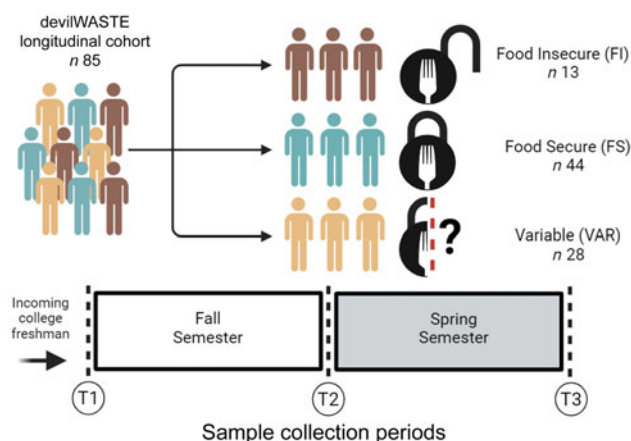 devilWASTE
longitudinal cohort
n 85
Food Insecure (FI)
n 13
Food Secure (FS)
n 44
?
Variable (VAR)
n 28
Incoming
college
freshman
Fall
Semester
Spring
Semester
T1
T2
T3
Sample collection periods